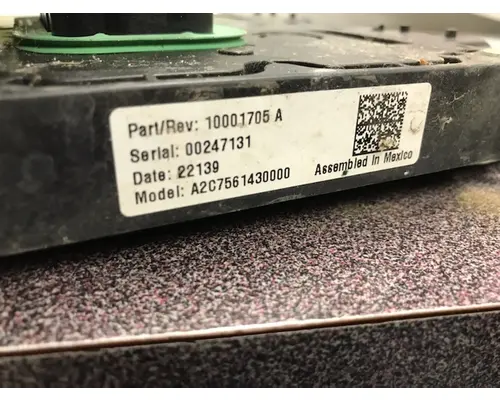 Part/Rev: 10001705 A
Serial: 00247131
Date: 22139
Model: A2C7561430000
Assembled In Mexico